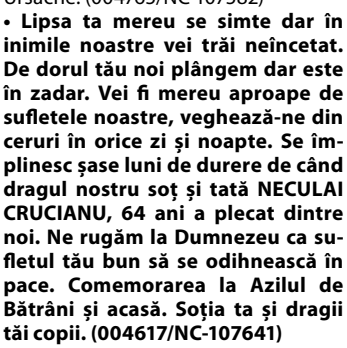 Ursache. (004763/NC-107582)
• Lipsa ta mereu se simte dar în
inimile noastre vei trăi neîncetat.
De dorul tău noi plângem dar este
în zadar. Vei fi mereu aproape de
sufletele noastre, veghează-ne din
ceruri în orice zi și noapte. Se îm-
plinesc șase luni de durere de când
dragul nostru soț și tată NECULAI
CRUCIANU, 64 ani a plecat dintre
noi. Ne rugăm la Dumnezeu ca su-
fletul tău bun să se odihnească în
pace. Comemorarea la Azilul de
Bătrâni și acasă. Soția ta și dragii
tăi copii. (004617/NC-107641)